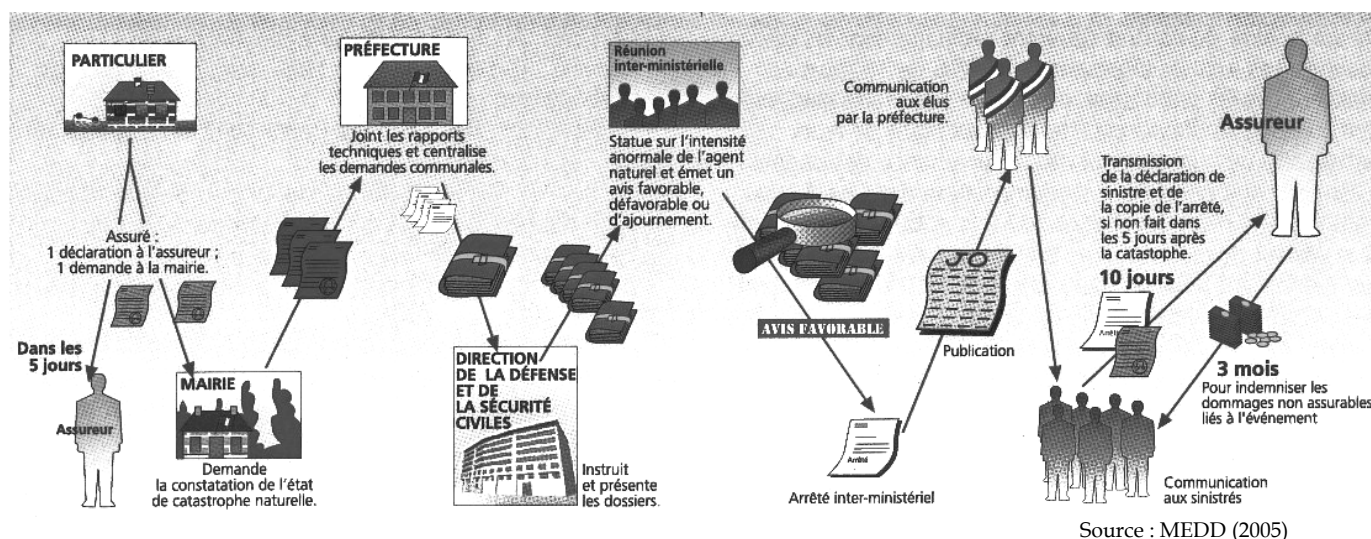 PARTICULIER
Assuré :
1 déclaration à l'assureur ;
1 demande à la mairie.
Dans les
5 jours
Assureur
MAIRIE
Demande
la constatation de l'état
de catastrophe naturelle.
PRÉFECTURE
Joint les rapports
techniques et centralise
les demandes communales.
DIRECTION
DE LA DÉFENSE
ET DE
LA SÉCURITÉ
CIVILES
Instruit
et présente
les dossiers.
Réunion
inter-ministérielle
Statue sur l'intensité
anormale de l'agent
naturel et émet un
avis favorable,
défavorable ou
d'ajournement.
AVIS FAVORABLE
Arrêté
Arrêté inter-ministériel
JO
Publication
Communication
aux élus
par la préfecture.
Communication
aux sinistrés
Transmission
de la déclaration de
sinistre et de
la copie de l'arrêté,
si non fait dans
les 5 jours après
la catastrophe.
10 jours
Assureur
3 mois
Pour indemniser les
dommages non assurables
liés à l'événement
Source : MEDD (2005)